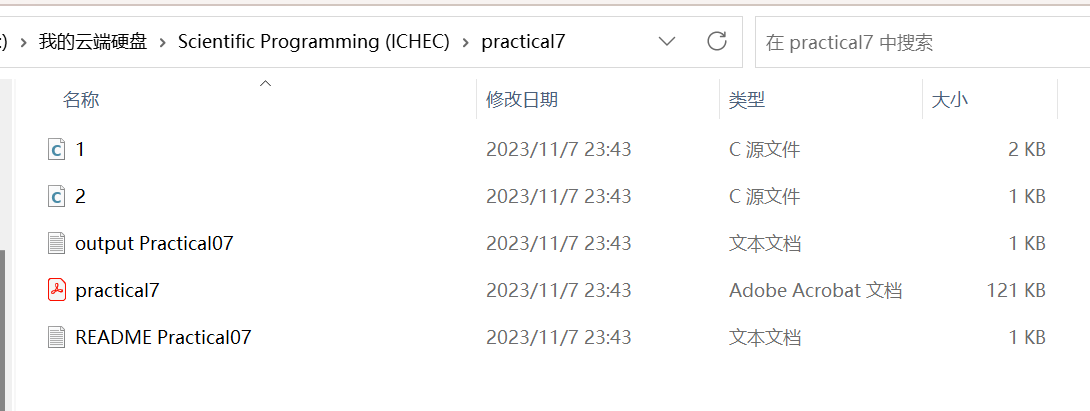 :) › 我的云端硬盘 › Scientific Programming (ICHEC) › practical7 在 practical7 中搜索
名称 修改日期 类型 大小
1 2023/11/7 23:43 C 源文件 2 KB
2 2023/11/7 23:43 C 源文件 1 KB
output Practical07 2023/11/7 23:43 文本文档 1 KB
practical7 2023/11/7 23:43 Adobe Acrobat 文档 121 KB
README Practical07 2023/11/7 23:43 文本文档 1 KB